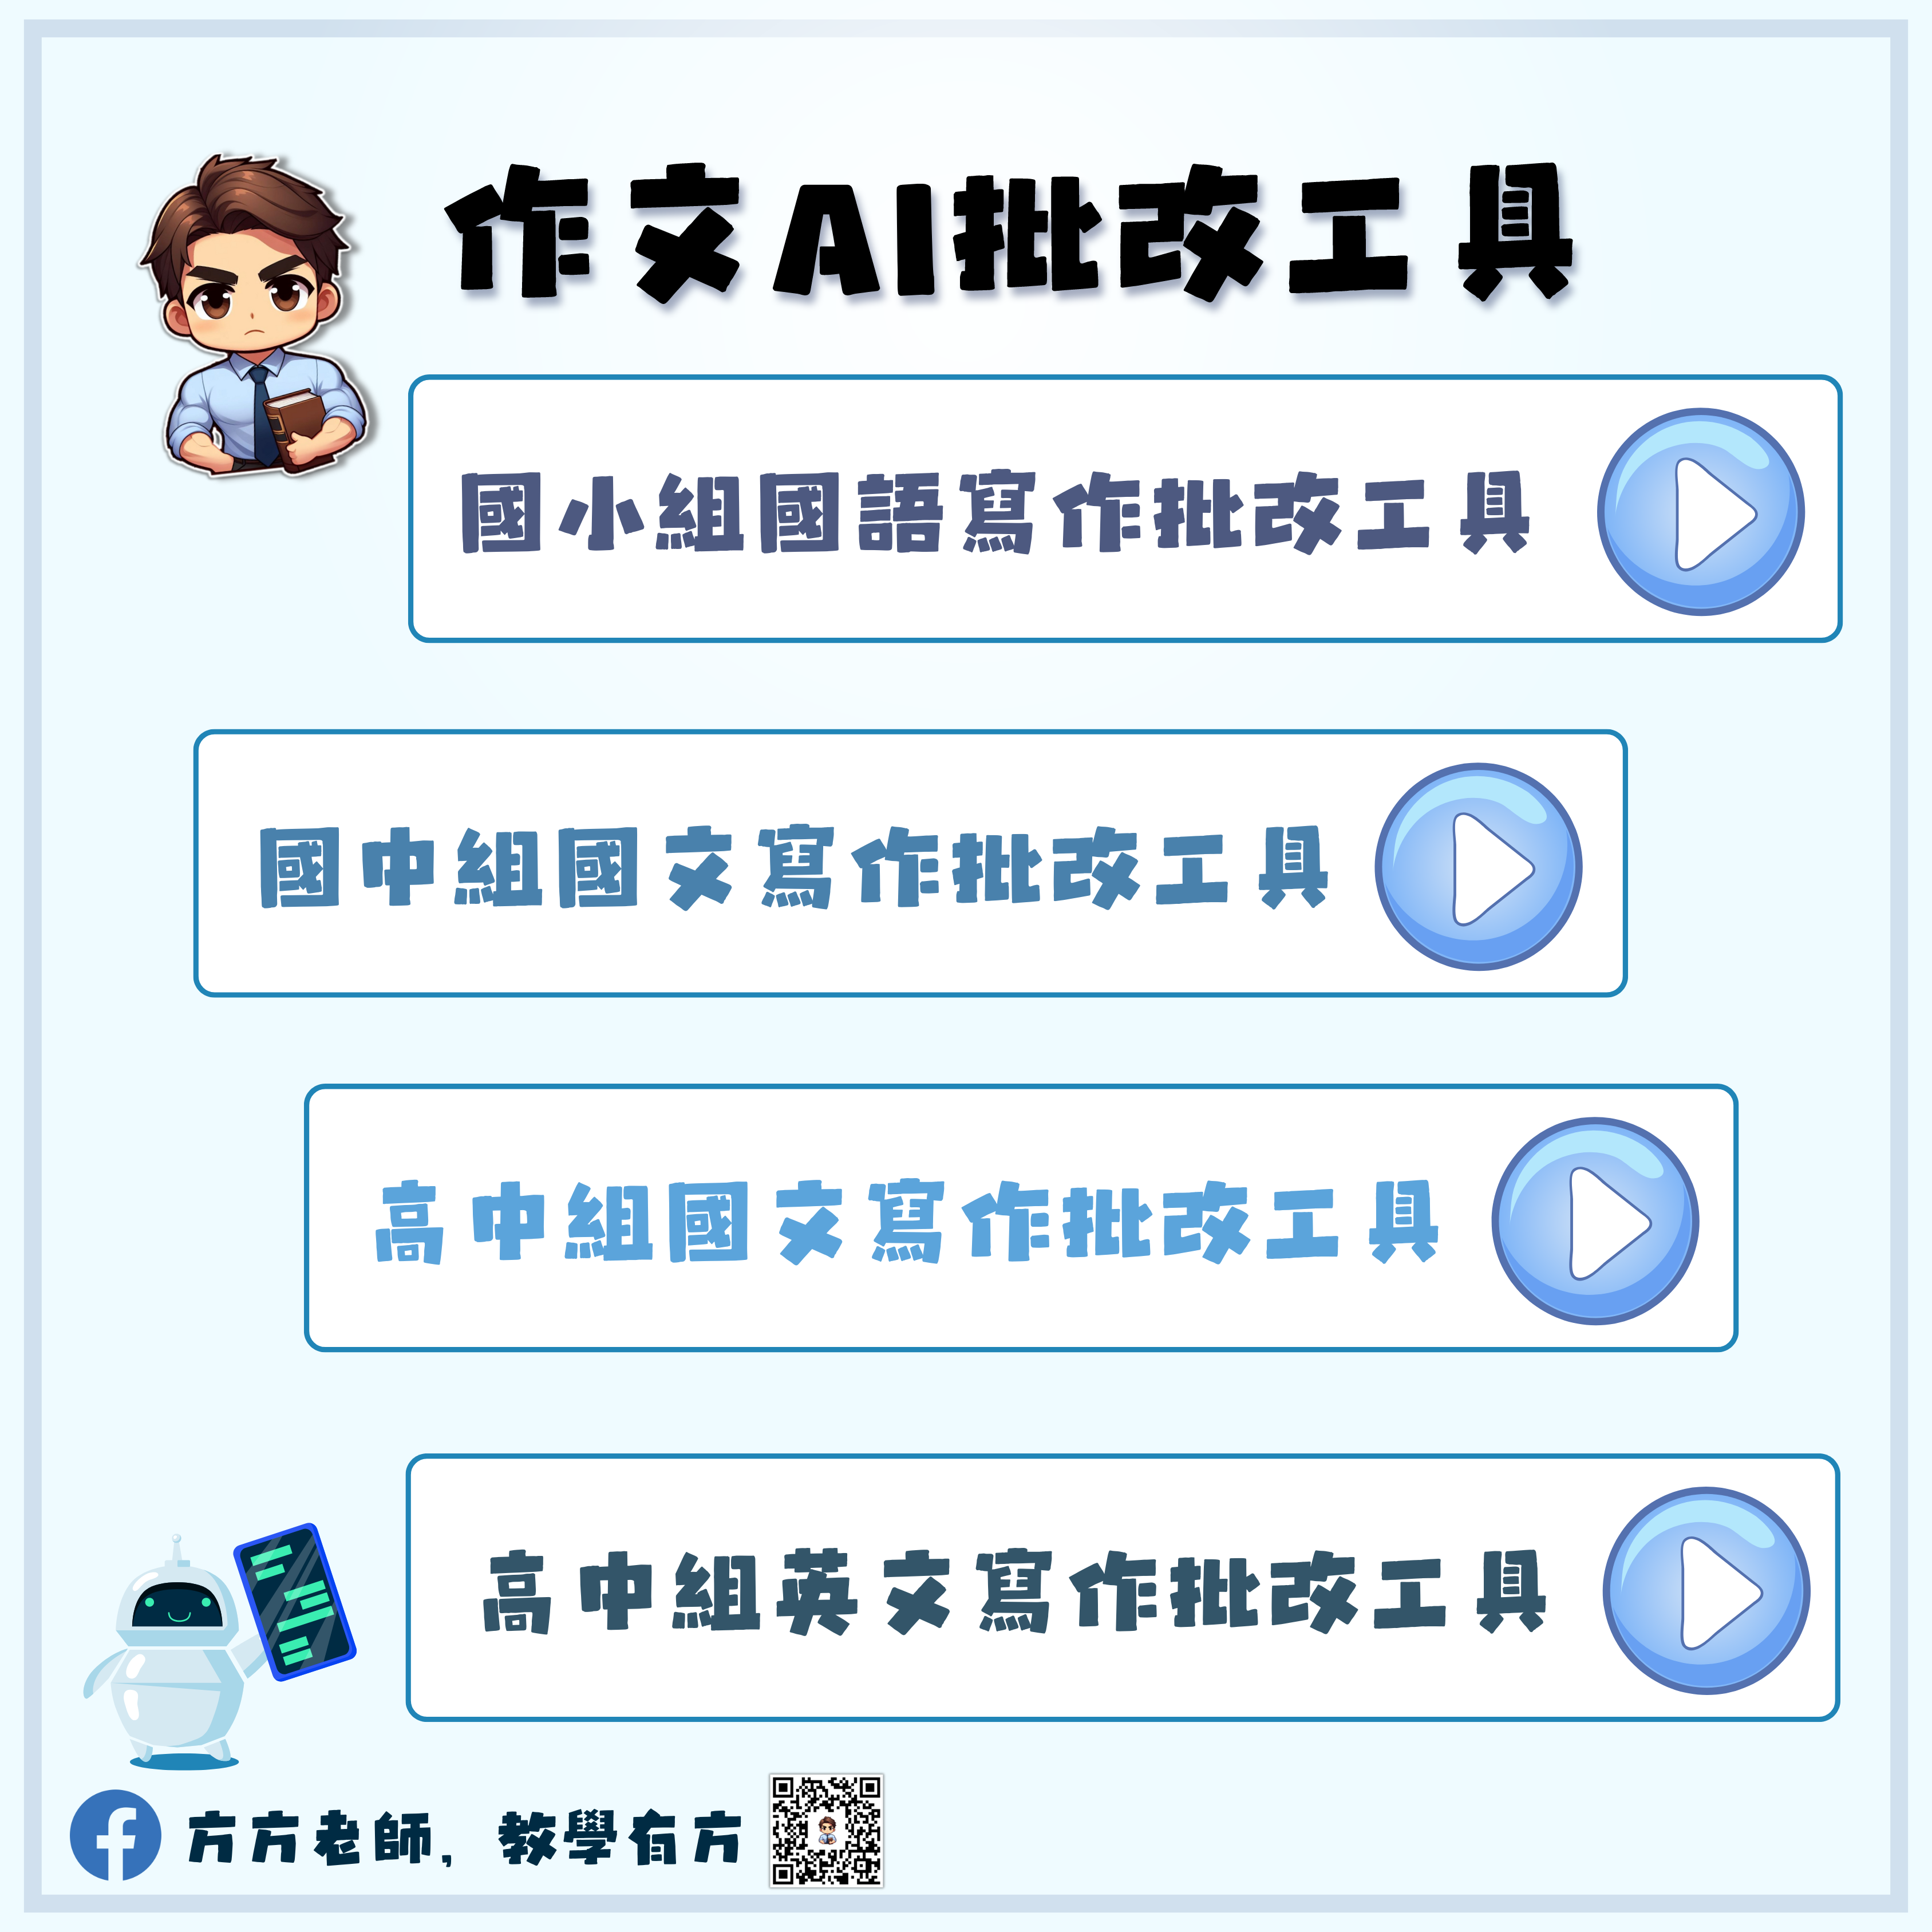 作文AI批改工具
國小組國語寫作批改工具
國中組國文寫作批改工具
高中組國文寫作批改工具
高中組英文寫作批改工具
方方老師，教學有方